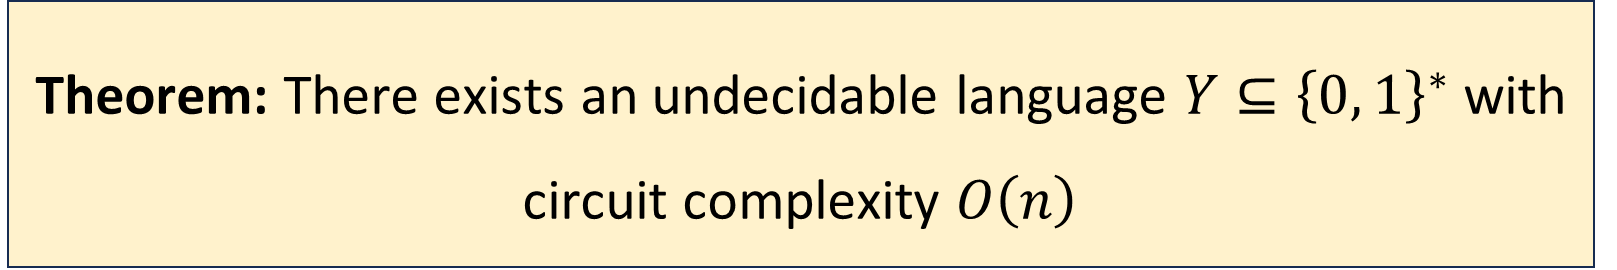 Theorem: There exists an undecidable language 𝑌 ⊆ {0, 1}* with
circuit complexity 𝑂(𝑛)